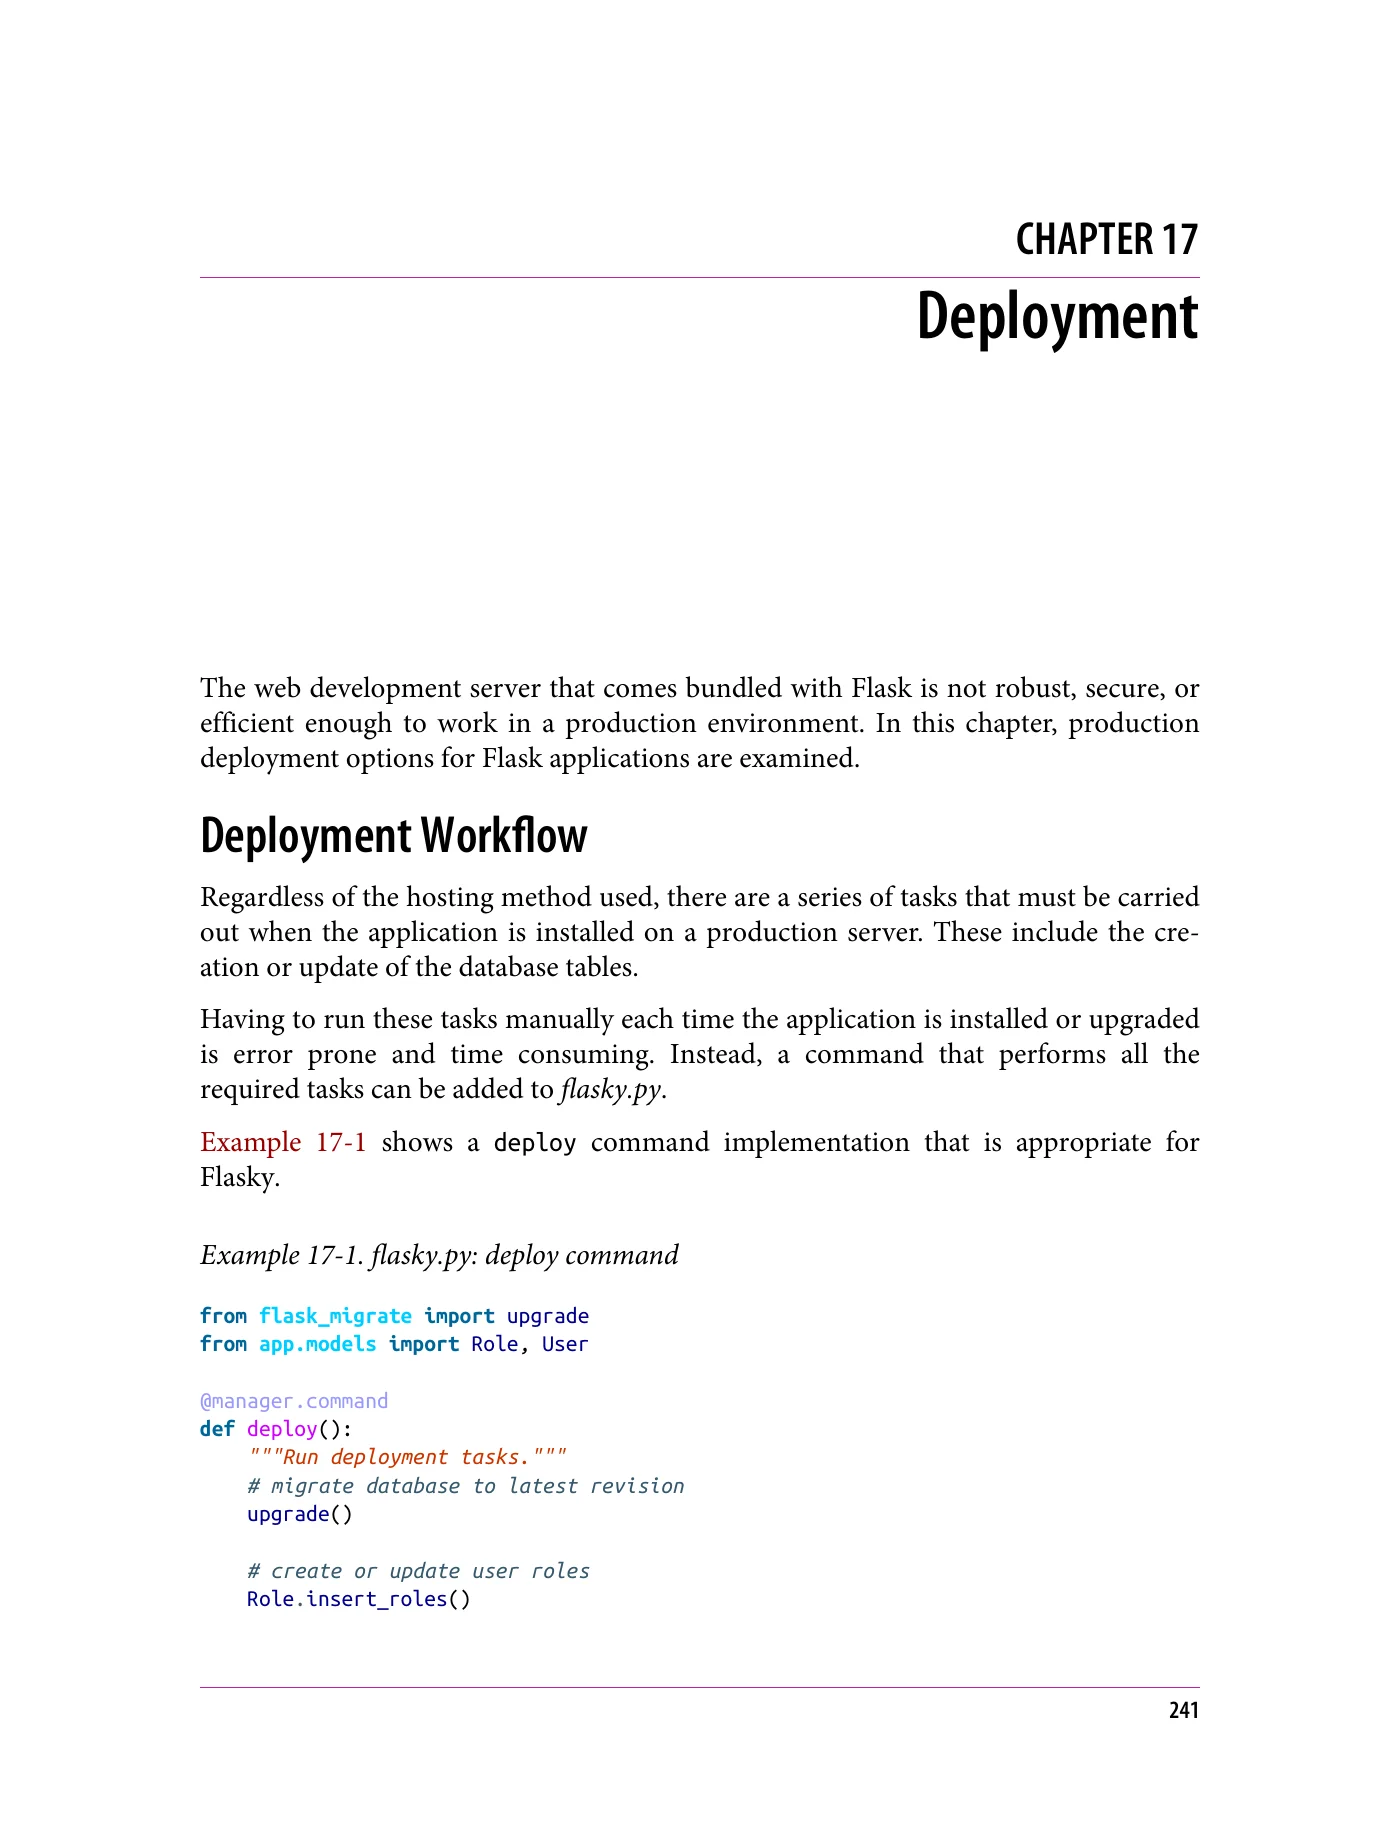 CHAPTER 17
Deployment
The web development server that comes bundled with Flask is not robust, secure, or
efficient enough to work in a production environment. In this chapter, production
deployment options for Flask applications are examined.
Deployment Workflow
Regardless of the hosting method used, there are a series of tasks that must be carried
out when the application is installed on a production server. These include the cre-
ation or update of the database tables.
Having to run these tasks manually each time the application is installed or upgraded
is error prone and time consuming. Instead, a command that performs all the
required tasks can be added to flasky.py.
Example 17-1 shows a deploy command implementation that is appropriate for
Flasky.
Example 17-1. flasky.py: deploy command
from flask_migrate import upgrade
from app.models import Role, User
@manager.command
def deploy():
    """Run deployment tasks."""
    # migrate database to latest revision
    upgrade()
    # create or update user roles
    Role.insert_roles()
241